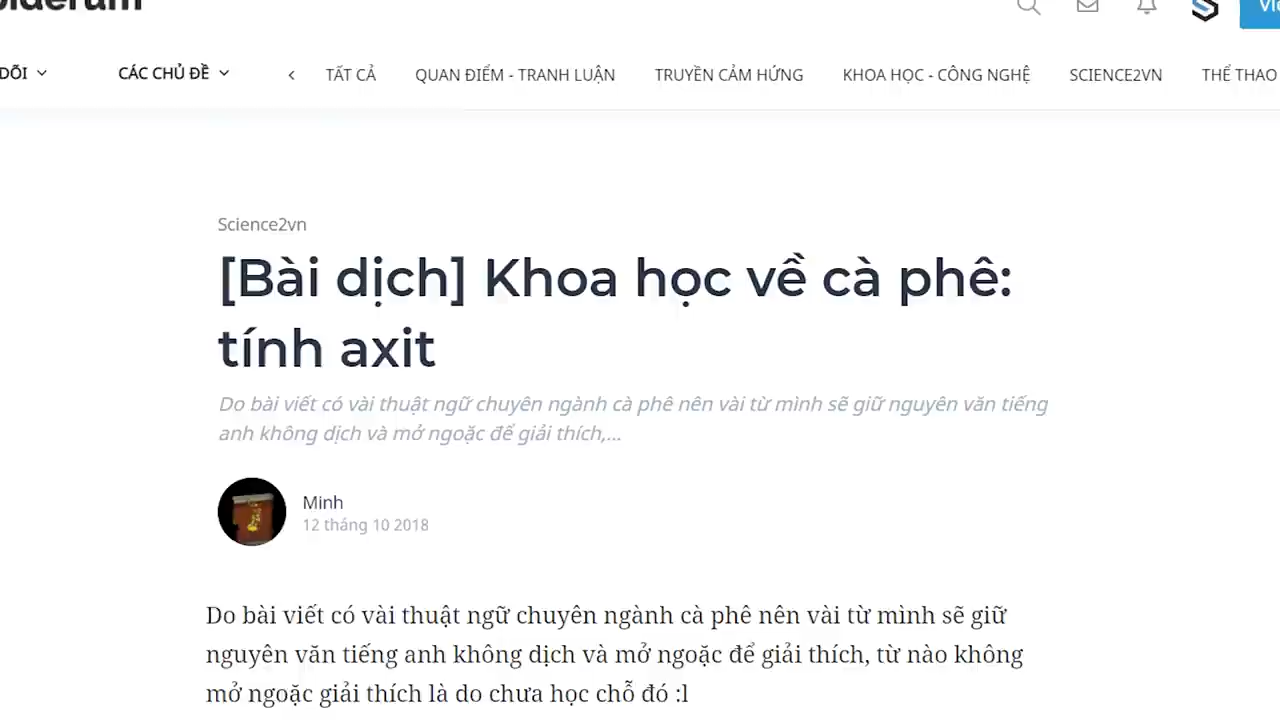 DÕI
CÁC CHỦ ĐỀ
TẤT CẢ
QUAN ĐIỂM - TRANH LUẬN
TRUYỀN CẢM HỨNG
KHOA HỌC - CÔNG NGHỆ
SCIENCE2VN
THỂ THAO
Science2vn
[Bài dịch] Khoa học về cà phê:
tính axit
Do bài viết có vài thuật ngữ chuyên ngành cà phê nên vài từ mình sẽ giữ nguyên văn tiếng
anh không dịch và mở ngoặc để giải thích,...
Minh
12 tháng 10 2018
Do bài viết có vài thuật ngữ chuyên ngành cà phê nên vài từ mình sẽ giữ
nguyên văn tiếng anh không dịch và mở ngoặc để giải thích, từ nào không
mở ngoặc giải thích là do chưa học chỗ đó :l